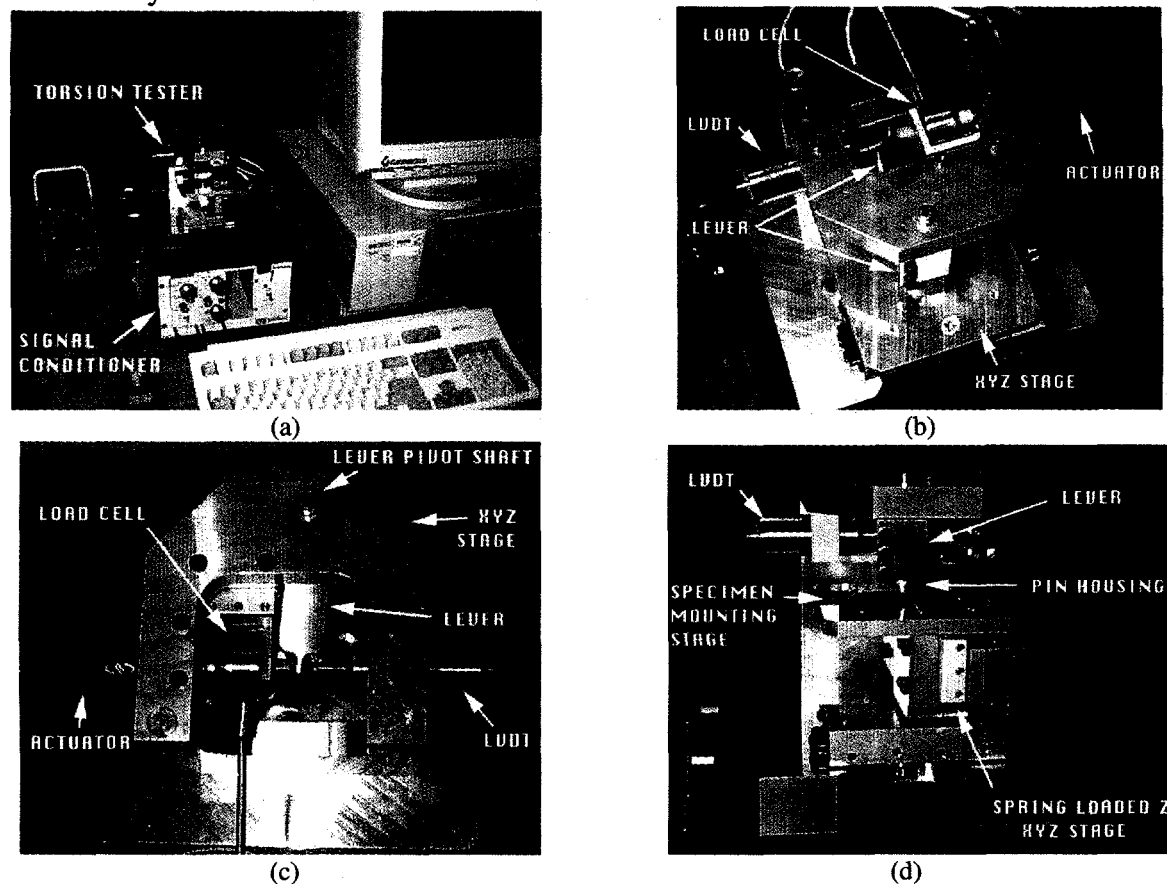 TORSION TESTER
SIGNAL
CONDITIONER
(a)
LOAD CELL
LVDT
ACTUATOR
LEVER
XYZ STAGE
(b)
LEVER PIVOT SHAFT
LOAD CELL
XYZ
STAGE
LEVER
ACTUATOR
LVDT
(c)
LVDT
LEVER
PIN HOUSING
SPECIMEN
MOUNTING
STAGE
SPRING LOADED Z
XYZ STAGE
(d)